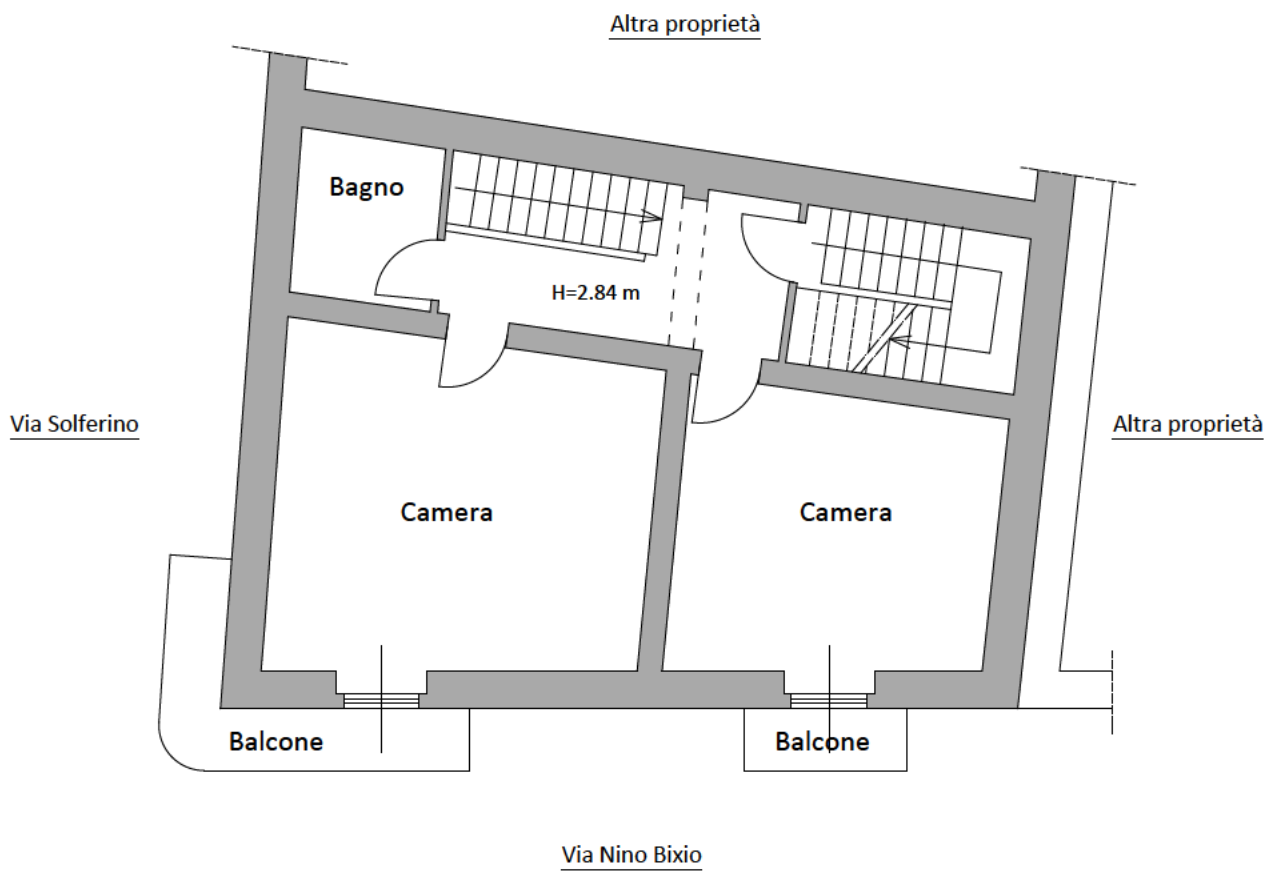 Altra proprietà
Bagno
H=2.84 m
Via Solferino
Altra proprietà
Camera
Camera
Balcone
Balcone
Via Nino Bixio